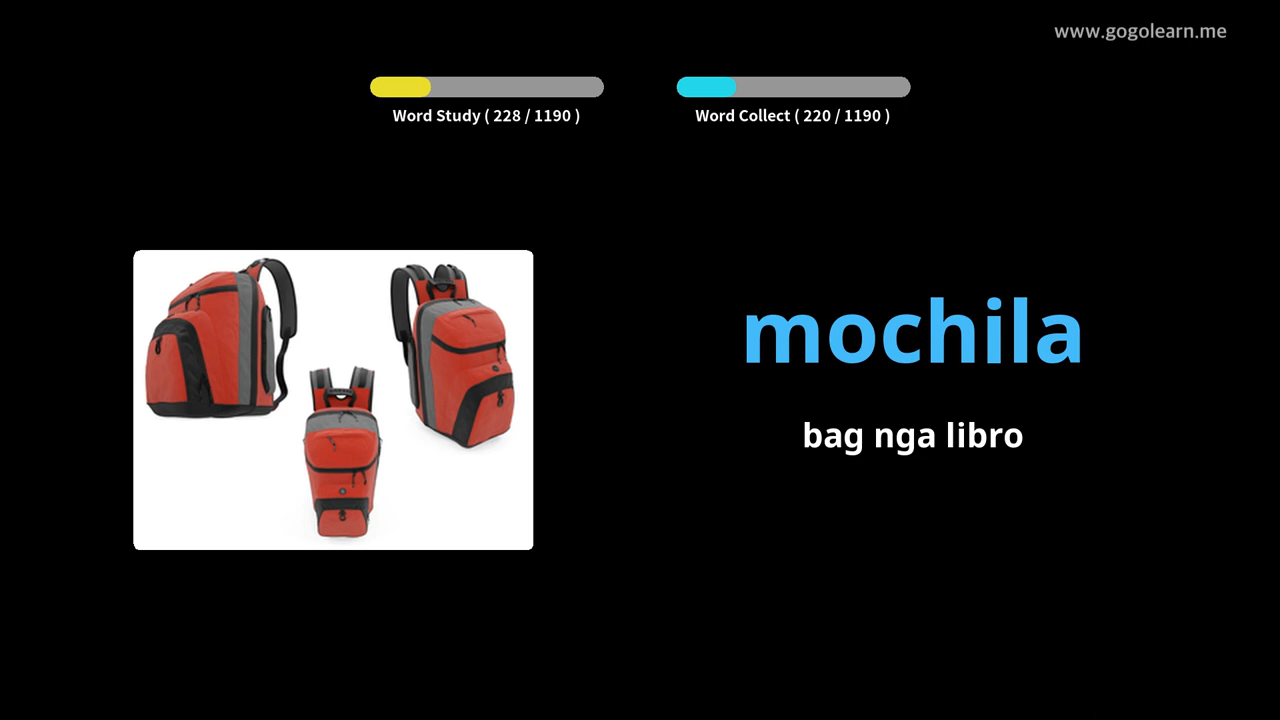 www.gogolearn.me
Word Study ( 228 / 1190 )
Word Collect ( 220 / 1190 )
mochila
bag nga libro